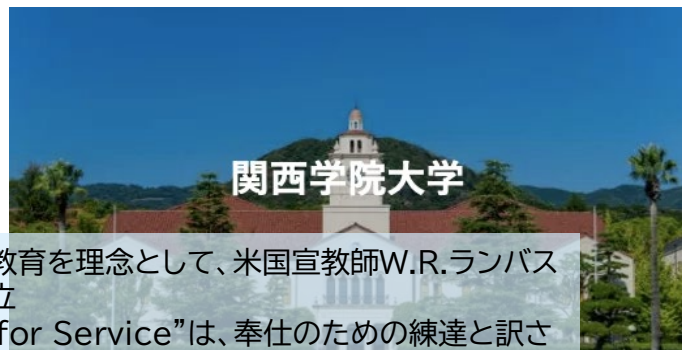 関西学院大学
教育を理念として、米国宣教師W.R.ランバス
立
for Service”は、奉仕のための練達と訳さ